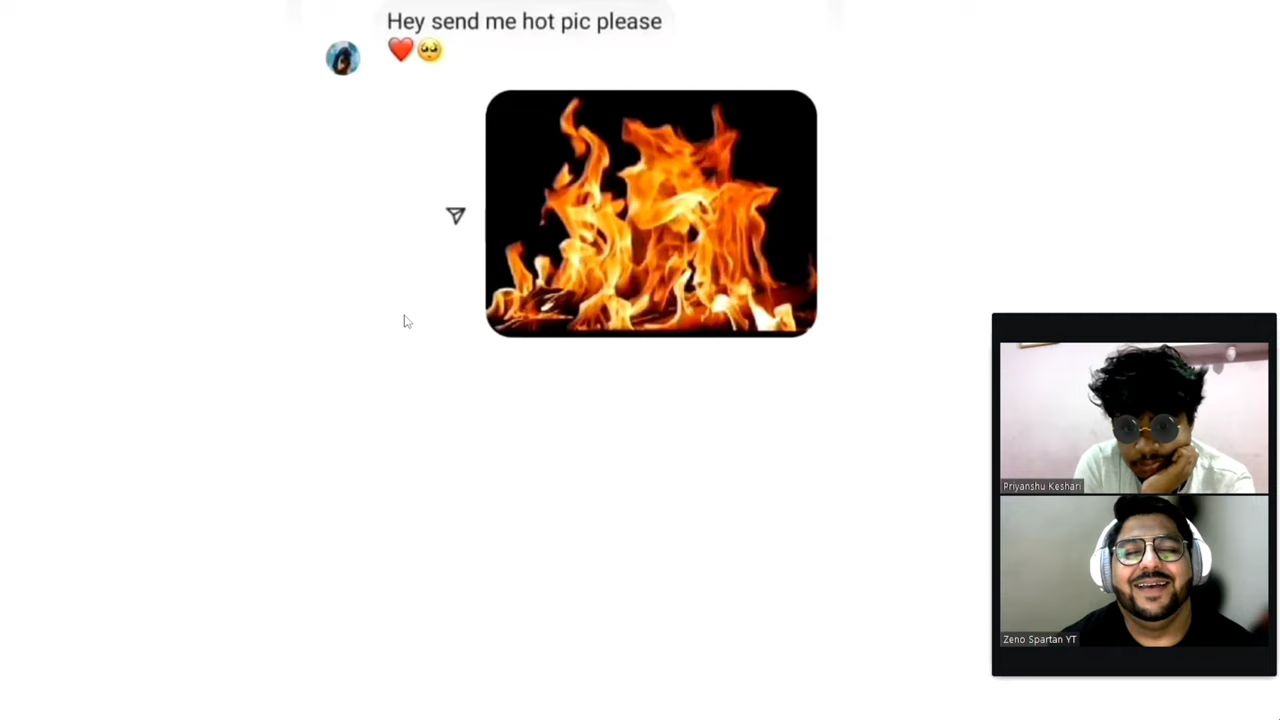 Hey send me hot pic please
❤️🥺
Priyanshu Keshari
Zeno Spartan YT